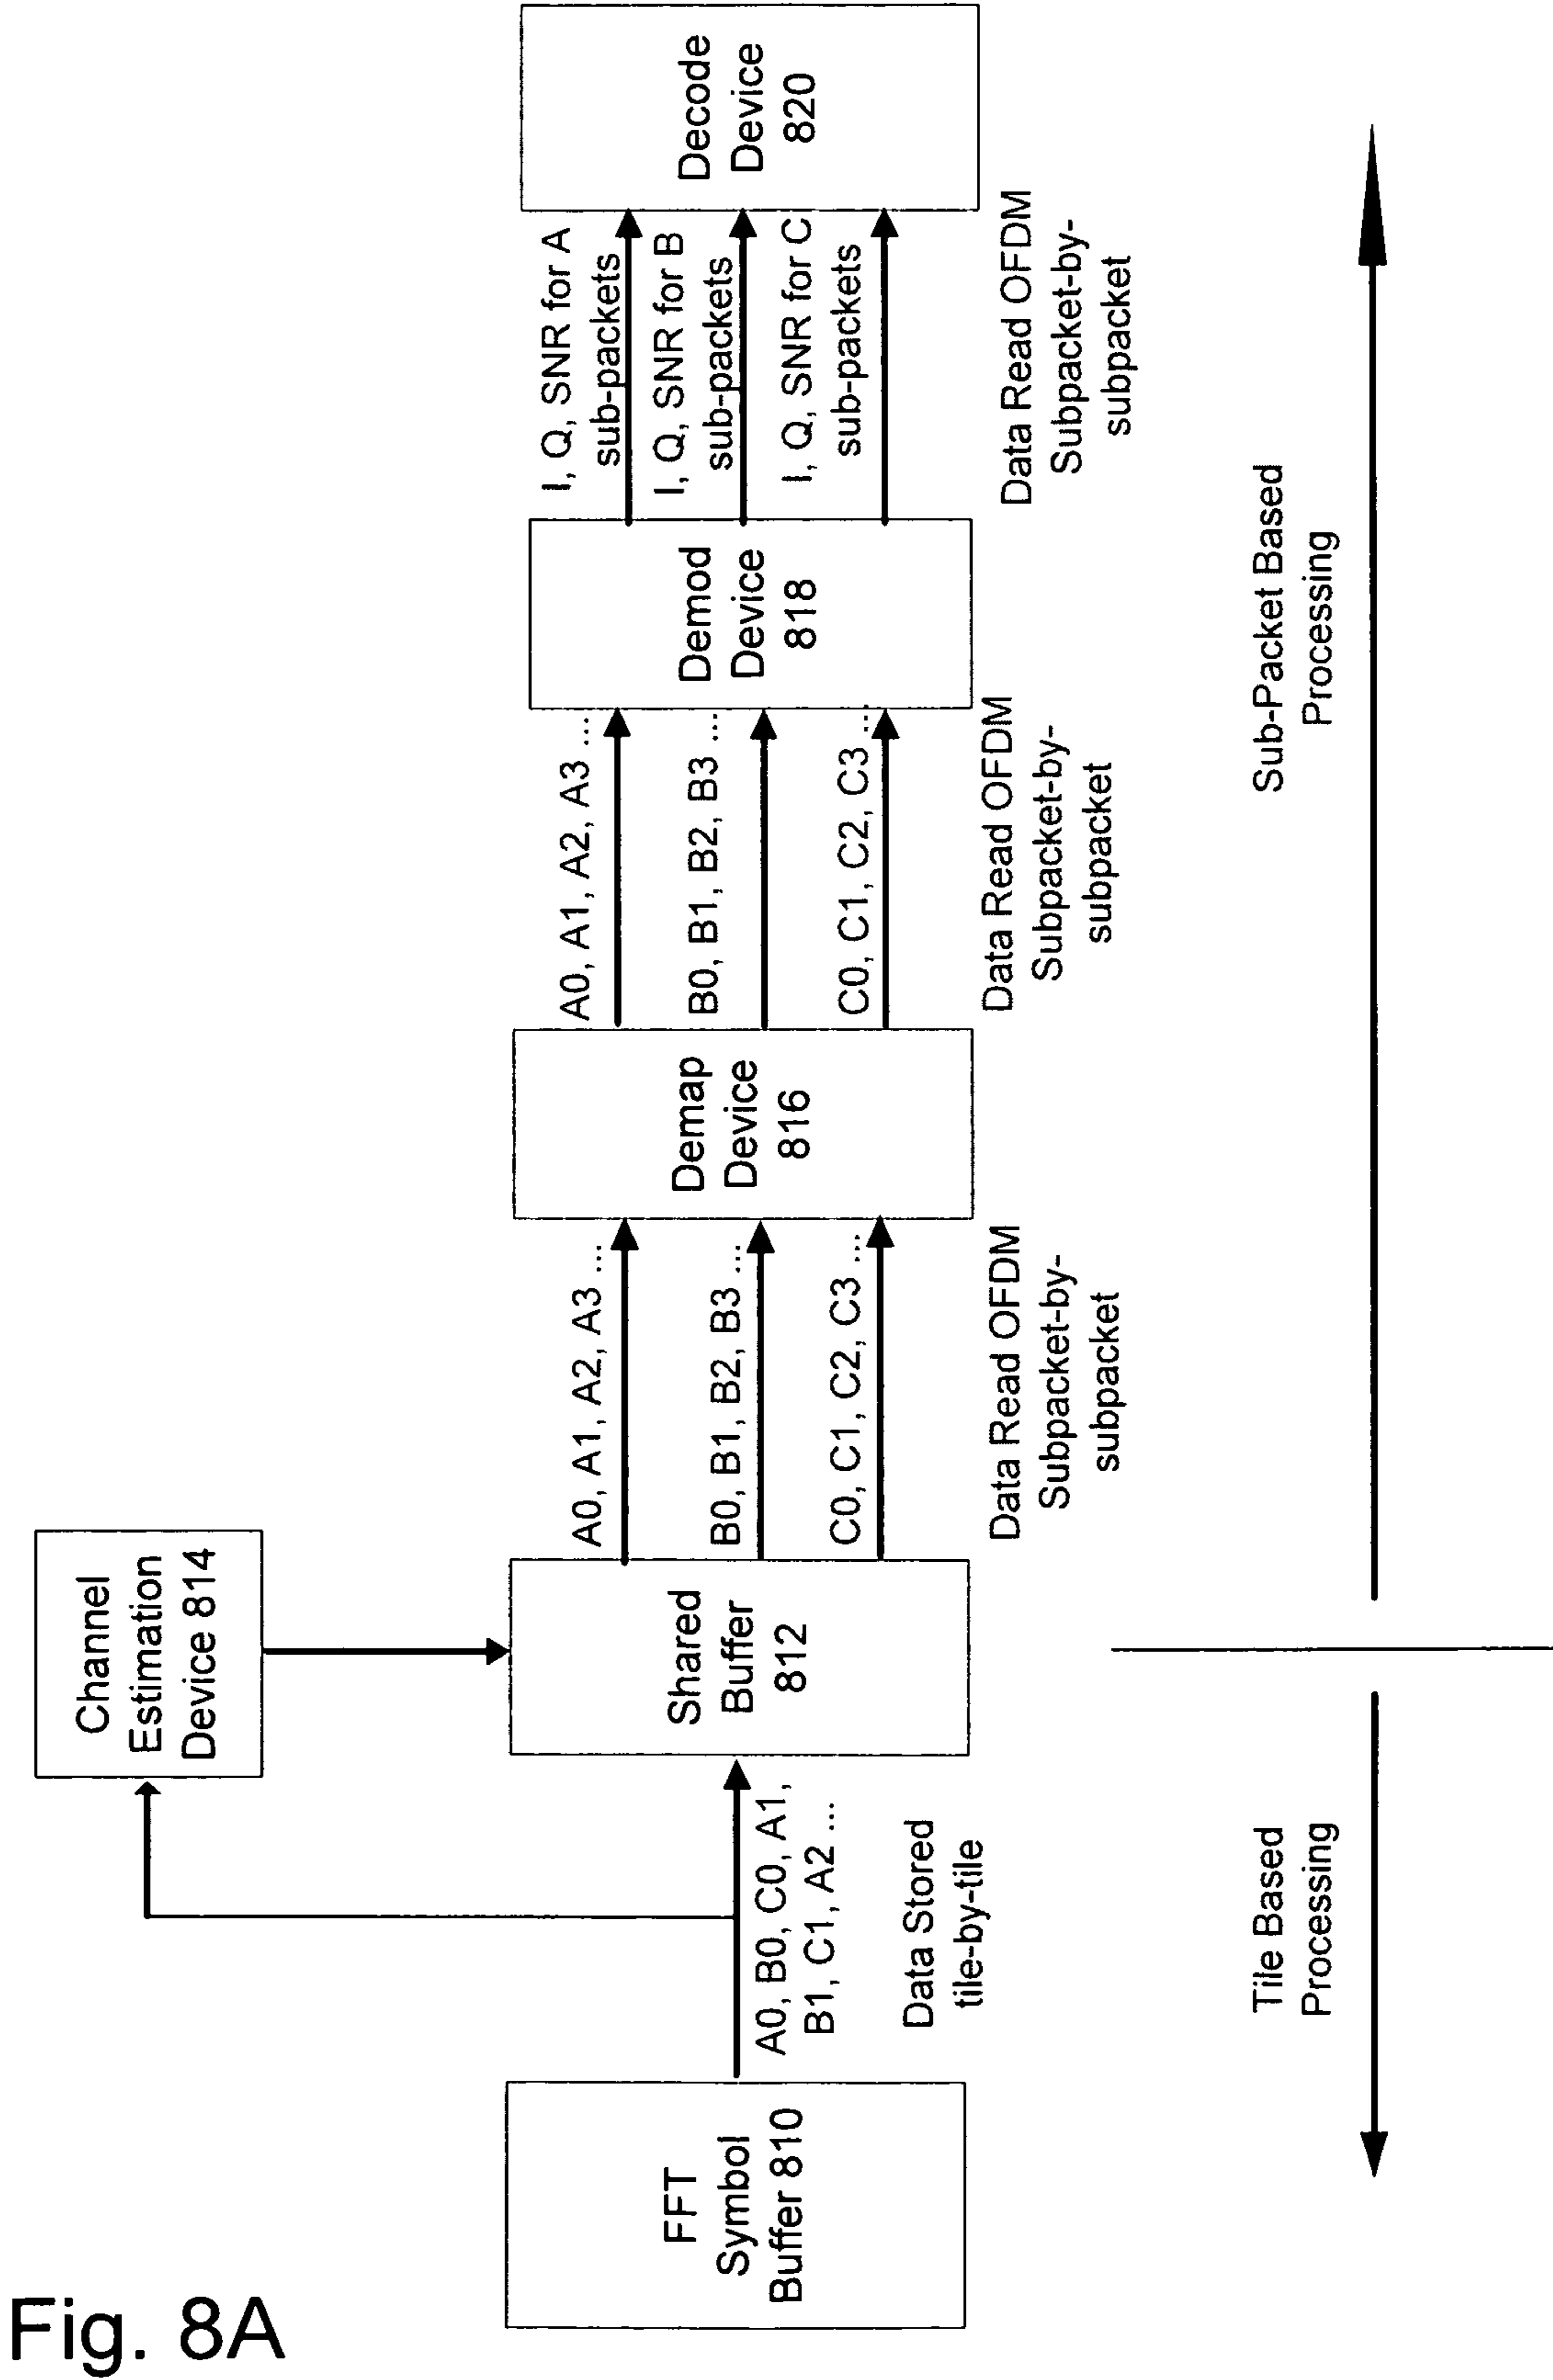 Fig. 8A
Channel
Estimation
Device 814
FFT
Symbol
Buffer 810
A0, B0, C0, A1,
B1, C1, A2 ...
Data Stored
tile-by-tile
Shared
Buffer
812
A0, A1, A2, A3 ...
B0, B1, B2, B3 ...
C0, C1, C2, C3 ...
Data Read OFDM
Subpacket-by-
subpacket
Demap
Device
816
A0, A1, A2, A3 ...
B0, B1, B2, B3 ...
C0, C1, C2, C3 ...
Data Read OFDM
Subpacket-by-
subpacket
Demod
Device
818
I, Q, SNR for A
sub-packets
I, Q, SNR for B
sub-packets
I, Q, SNR for C
sub-packets
Data Read OFDM
Subpacket-by-
subpacket
Decode
Device
820
Tile Based
Processing
Sub-Packet Based
Processing